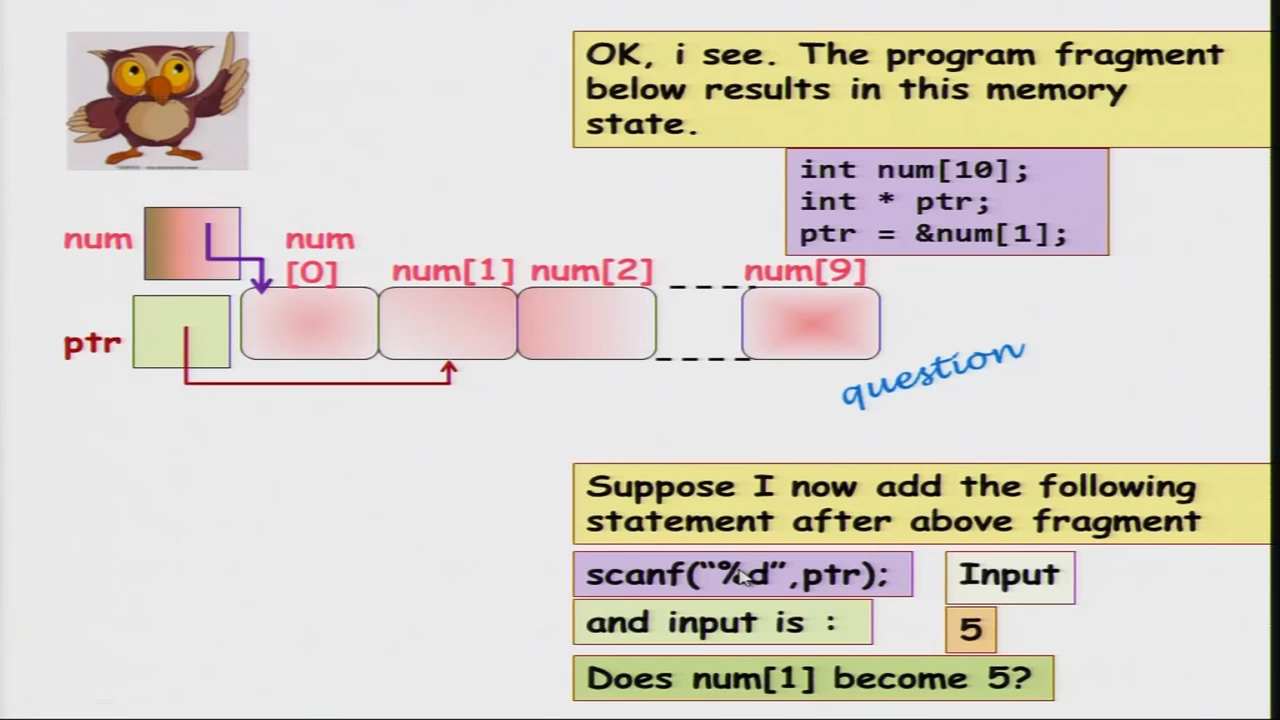 OK, i see. The program fragment
below results in this memory
state.
int num[10];
int * ptr;
ptr = &num[1];
num
num
[0]
num[1]
num[2]
num[9]
ptr
question
Suppose I now add the following
statement after above fragment
scanf(“%d”,ptr);
Input
and input is :
5
Does num[1] become 5?